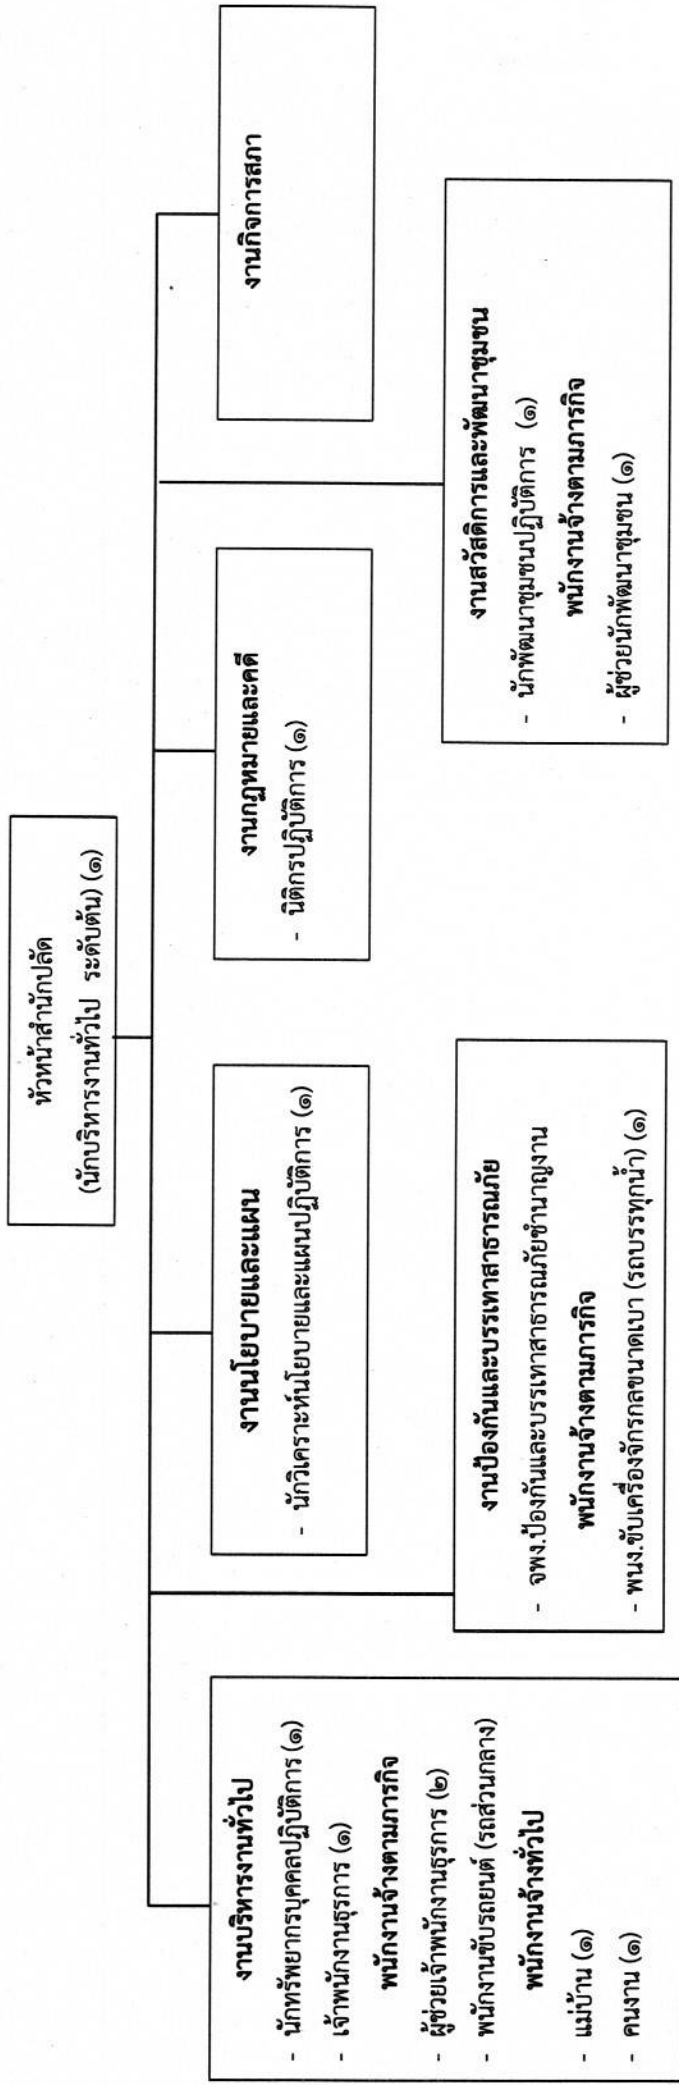 หัวหน้าสำนักปลัด
(นักบริหารงานทั่วไป ระดับต้น) (๑)
งานบริหารงานทั่วไป
- นักทรัพยากรบุคคลปฏิบัติการ (๑)
- เจ้าพนักงานธุรการ (๑)
พนักงานจ้างตามภารกิจ
- ผู้ช่วยเจ้าพนักงานธุรการ (๒)
- พนักงานขับรถยนต์ (รถส่วนกลาง)
พนักงานจ้างทั่วไป
- แม่บ้าน (๑)
- คนงาน (๑)
งานนโยบายและแผน
- นักวิเคราะห์นโยบายและแผนปฏิบัติการ (๑)
งานกฎหมายและคดี
- นิติกรปฏิบัติการ (๑)
งานกิจการสภา
งานป้องกันและบรรเทาสาธารณภัย
- จพง.ป้องกันและบรรเทาสาธารณภัยชำนาญงาน
พนักงานจ้างตามภารกิจ
- พนง.ขับเครื่องจักรกลขนาดเบา (รถบรรทุกน้ำ) (๑)
งานสวัสดิการและพัฒนาชุมชน
- นักพัฒนาชุมชนปฏิบัติการ (๑)
พนักงานจ้างตามภารกิจ
- ผู้ช่วยนักพัฒนาชุมชน (๑)